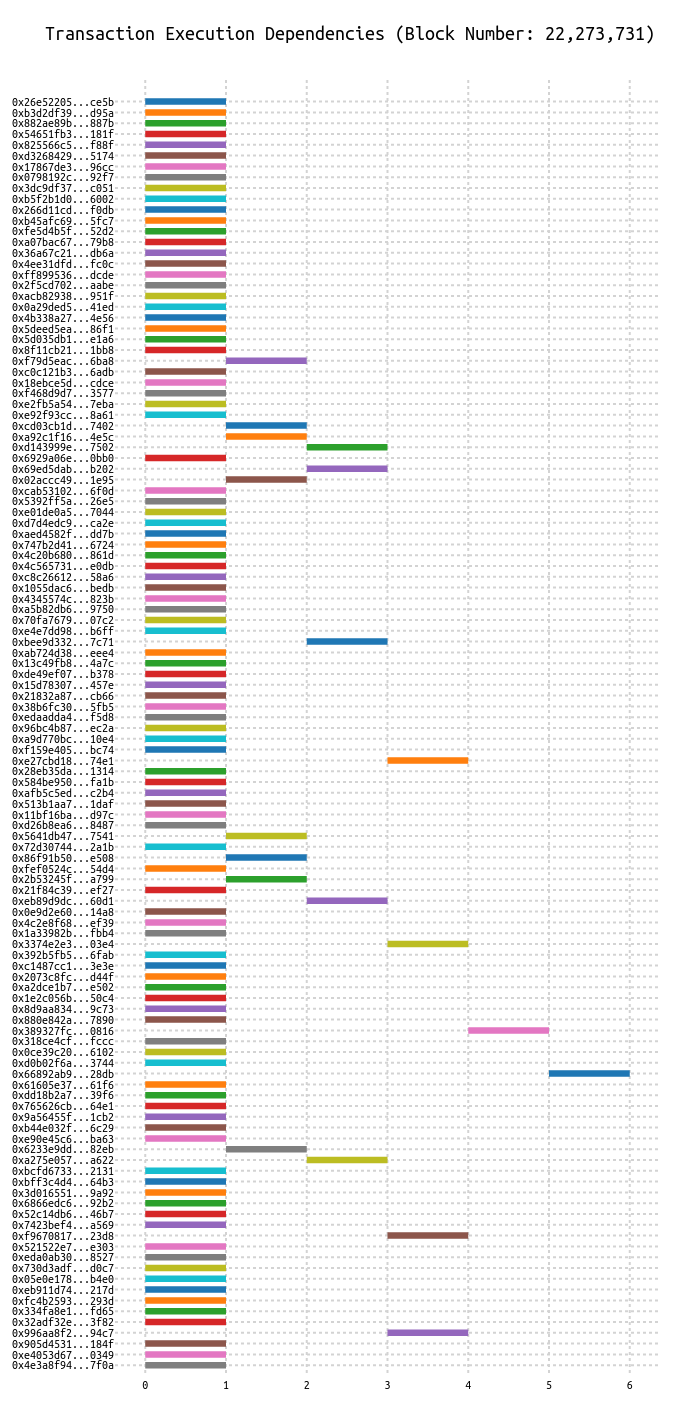 Transaction Execution Dependencies (Block Number: 22,273,731)
0x26e52205...ce5b
0xb3d2df39...d95a
0x882ae89b...887b
0x54651fb3...181f
0x825566c5...f88f
0xd3268429...5174
0x17867de3...96cc
0x0798192c...92f7
0x3dc9df37...c051
0xb5f2b1d0...6002
0x266d11cd...f0db
0xb45afc69...5fc7
0xfe5d4b5f...52d2
0xa07bac67...79b8
0x36a67c21...db6a
0x4ee31dfd...fc0c
0xff899536...dcde
0x2f5cd702...aabe
0xacb82938...951f
0x0a29ded5...41ed
0x4b338a27...4e56
0x5deed5ea...86f1
0x5d035db1...e1a6
0x8f11cb21...1bb8
0xf79d5eac...6ba8
0xc0c121b3...6adb
0x18ebce5d...cdce
0xf468d9d7...3577
0xe2fb5a54...7eba
0xe92f93cc...8a61
0xcd03cb1d...7402
0xa92c1f16...4e5c
0xd143999e...7502
0x6929a06e...0bb0
0x69ed5dab...b202
0x02accc49...1e95
0xcab53102...6f0d
0x5392ff5a...26e5
0xe01de0a5...7044
0xd7d4edc9...ca2e
0xaed4582f...dd7b
0x747b2d41...6724
0x4c20b680...861d
0x4c565731...e0db
0xc8c26612...58a6
0x1055dac6...bedb
0x4345574c...823b
0xa5b82db6...9750
0x70fa7679...07c2
0xe4e7dd98...b6ff
0xbee9d332...7c71
0xab724d38...eee4
0x13c49fb8...4a7c
0xde49ef07...b378
0x15d78307...457e
0x21832a87...cb66
0x38b6fc30...5fb5
0xedaadda4...f5d8
0x96bc4b87...ec2a
0xa9d770bc...10e4
0xf159e405...bc74
0xe27cbd18...74e1
0x28eb35da...1314
0x584be950...fa1b
0xafb5c5ed...c2b4
0x513b1aa7...1daf
0x11bf16ba...d97c
0xd26b8ea6...8487
0x5641db47...7541
0x72d30744...2a1b
0x86f91b50...e508
0xfef0524c...54d4
0x2b53245f...a799
0x21f84c39...ef27
0xeb89d9dc...60d1
0x0e9d2e60...14a8
0x4c2e8f68...ef39
0x1a33982b...fbb4
0x3374e2e3...03e4
0x392b5fb5...6fab
0xc1487cc1...3e3e
0x2073c8fc...d44f
0xa2dce1b7...e502
0x1e2c056b...50c4
0x8d9aa834...9c73
0x880e842a...7890
0x389327fc...0816
0x318ce4cf...fccc
0x0ce39c20...6102
0xd0b02f6a...3744
0x66892ab9...28db
0x61605e37...61f6
0xdd18b2a7...39f6
0x765626cb...64e1
0x9a56455f...1cb2
0xb44e032f...6c29
0xe90e45c6...ba63
0x6233e9dd...82eb
0xa275e057...a622
0xbcfd6733...2131
0xbff3c4d4...64b3
0x3d016551...9a92
0x6866edc6...92b2
0x52c14db6...46b7
0x7423bef4...a569
0xf9670817...23d8
0x521522e7...e303
0xeda0ab30...8527
0x730d3adf...d0c7
0x05e0e178...b4e0
0xeb911d74...217d
0xfc4b2593...293d
0x334fa8e1...fd65
0x32adf32e...3f82
0x996aa8f2...94c7
0x905d4531...184f
0xe4053d67...0349
0x4e3a8f94...7f0a
0 1 2 3 4 5 6